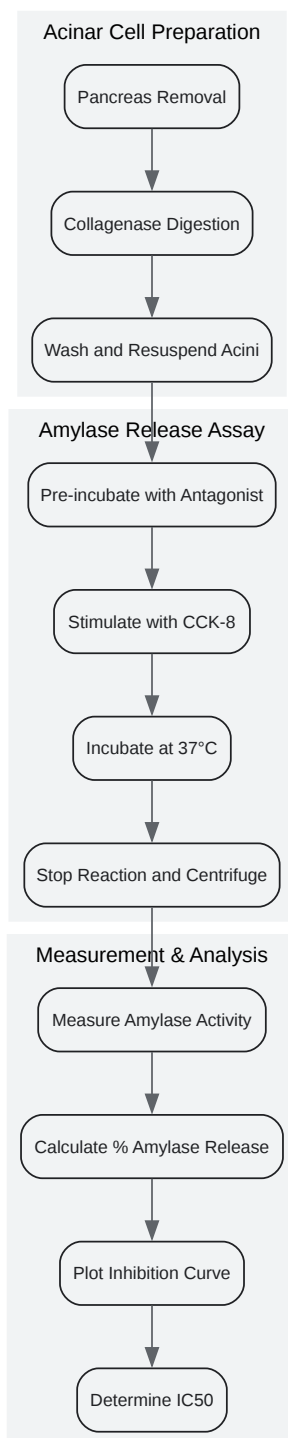 Acinar Cell Preparation
Pancreas Removal
Collagenase Digestion
Wash and Resuspend Acini
Amylase Release Assay
Pre-incubate with Antagonist
Stimulate with CCK-8
Incubate at 37°C
Stop Reaction and Centrifuge
Measurement & Analysis
Measure Amylase Activity
Calculate % Amylase Release
Plot Inhibition Curve
Determine IC50